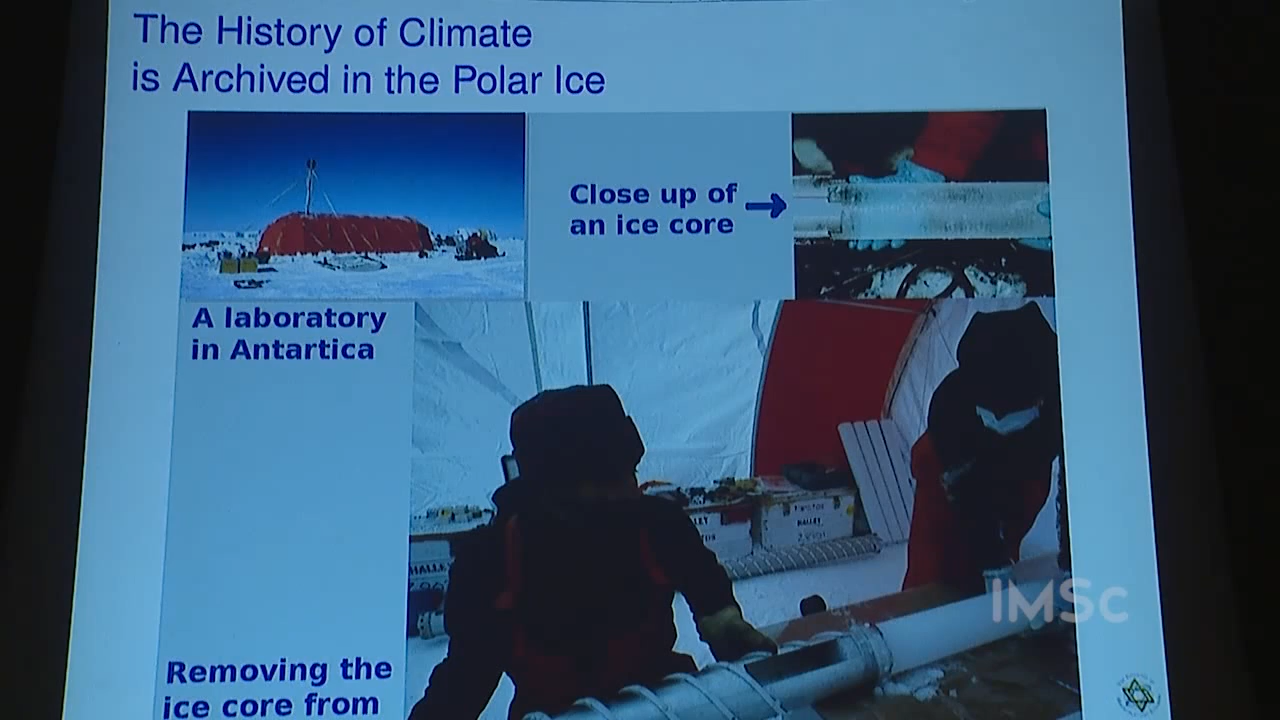 The History of Climate
is Archived in the Polar Ice
Close up of
an ice core
A laboratory
in Antartica
HALLEY
Removing the
ice core from
IMSc